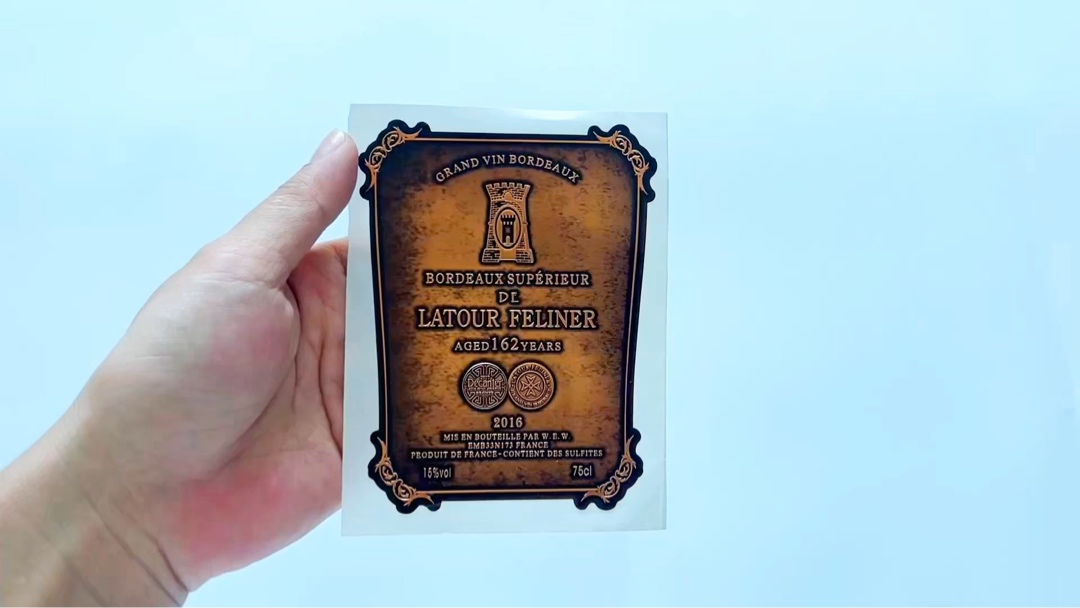 GRAND VIN BORDEAUX
BORDEAUX SUPÉRIEUR
DE
LATOUR FELINER
AGED 162 YEARS
Decanter
2016
MIS EN BOUTEILLE PAR W.E.W.
EMB33N173 FRANCE
PRODUIT DE FRANCE-CONTIENT DES SULFITES
15%vol 75cl